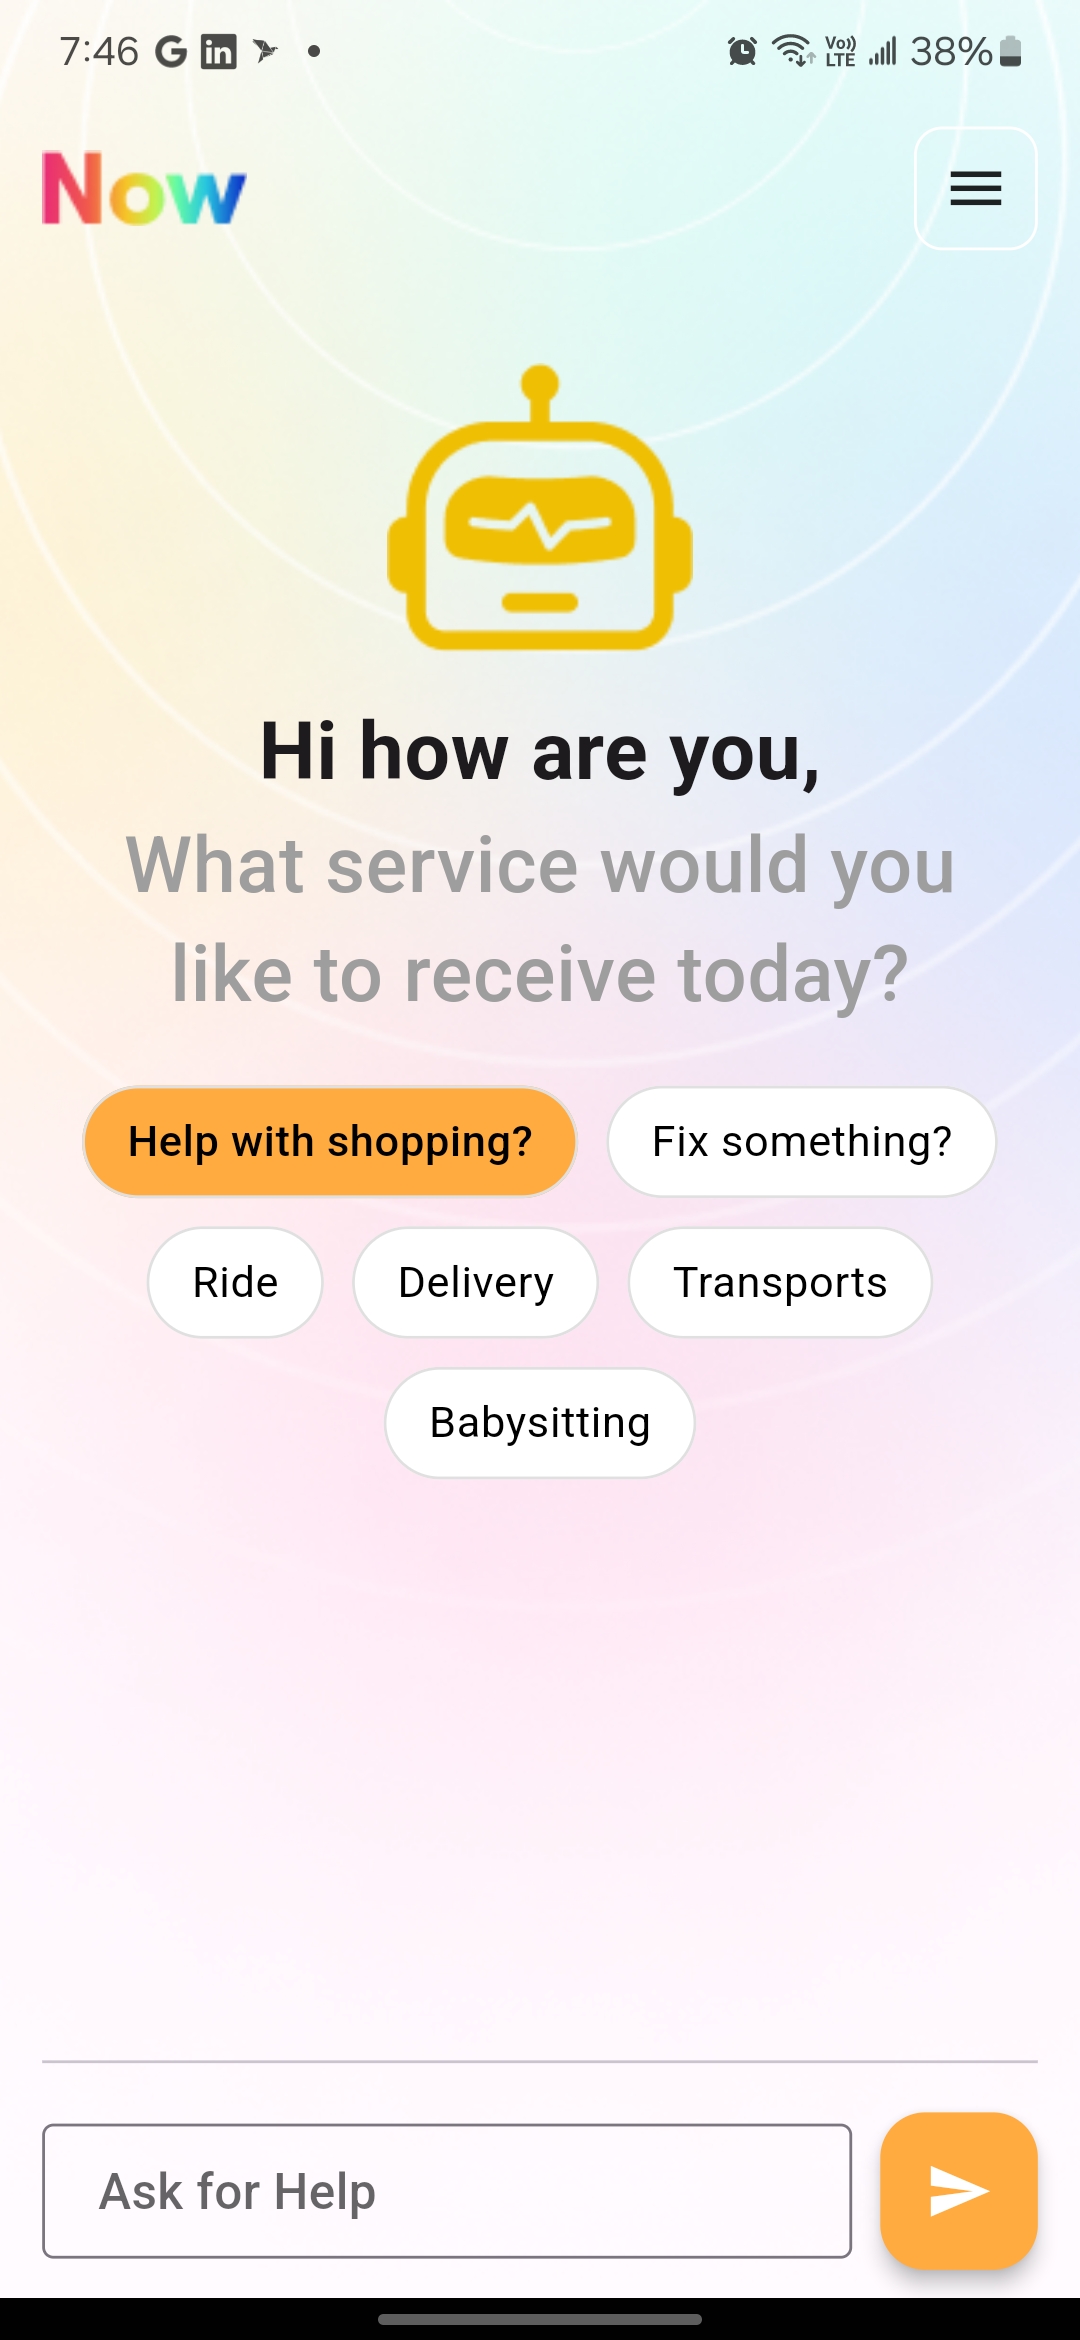 7:46 38%
Vo)) LTE
Now
Hi how are you,
What service would you
like to receive today?
Help with shopping? Fix something?
Ride Delivery Transports
Babysitting
Ask for Help